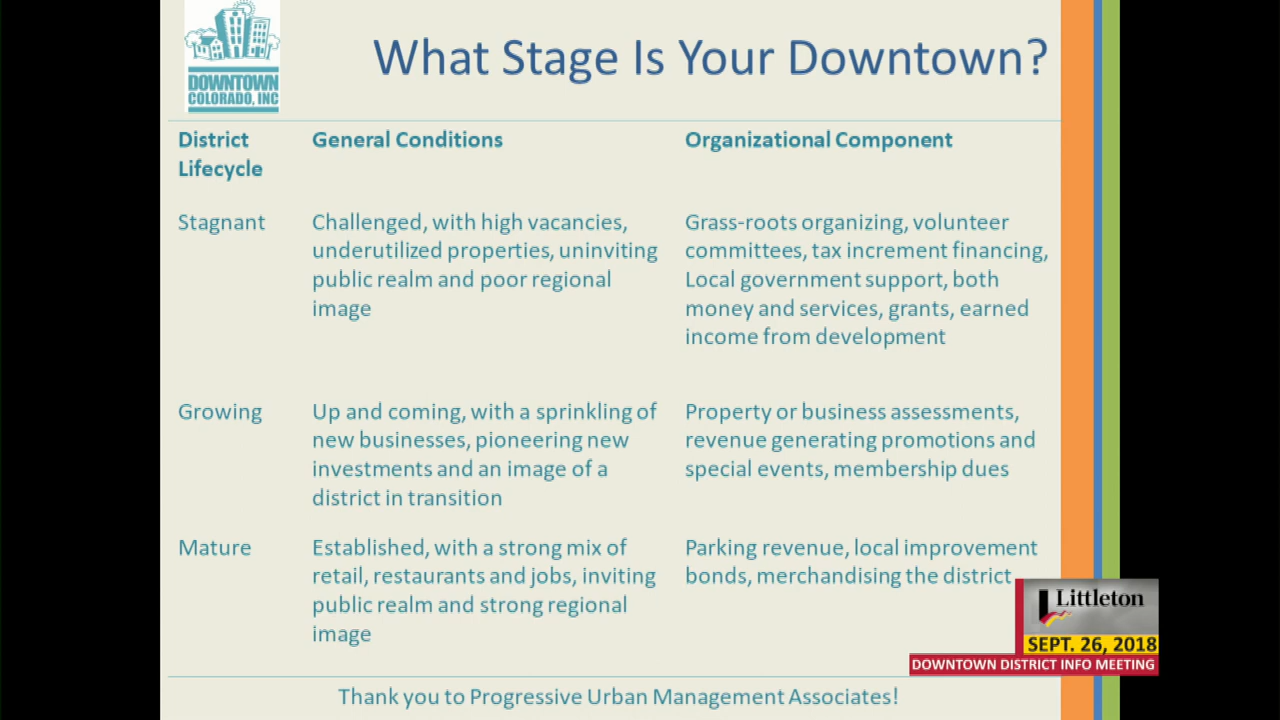 DOWNTOWN
COLORADO, INC
What Stage Is Your Downtown?
District
Lifecycle
General Conditions
Organizational Component
Stagnant
Challenged, with high vacancies,
underutilized properties, uninviting
public realm and poor regional
image
Grass-roots organizing, volunteer
committees, tax increment financing,
Local government support, both
money and services, grants, earned
income from development
Growing
Up and coming, with a sprinkling of
new businesses, pioneering new
investments and an image of a
district in transition
Property or business assessments,
revenue generating promotions and
special events, membership dues
Mature
Established, with a strong mix of
retail, restaurants and jobs, inviting
public realm and strong regional
image
Parking revenue, local improvement
bonds, merchandising the district
Littleton
SEPT. 26, 2018
DOWNTOWN DISTRICT INFO MEETING
Thank you to Progressive Urban Management Associates!